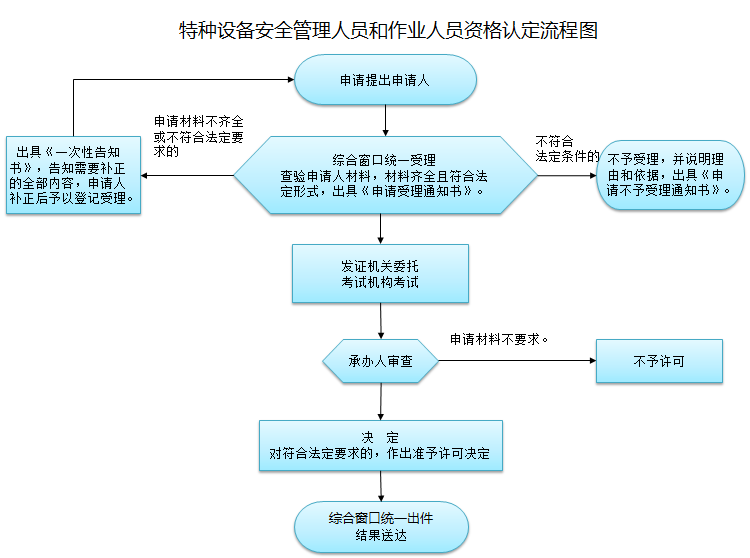 特种设备安全管理人员和作业人员资格认定流程图
申请提出申请人
申请材料不齐全
或不符合法定要
求的
不符合
法定条件的
出具《一次性告知
书》，告知需要补正
的全部内容，申请人
补正后予以登记受理。
综合窗口统一受理
查验申请人材料，材料齐全且符合法
定形式，出具《申请受理通知书》。
不予受理，并说明理
由和依据，出具《申
请不予受理通知书》。
发证机关委托
考试机构考试
申请材料不要求。
承办人审查
不予许可
决　定
对符合法定要求的，作出准予许可决定
综合窗口统一出件
结果送达